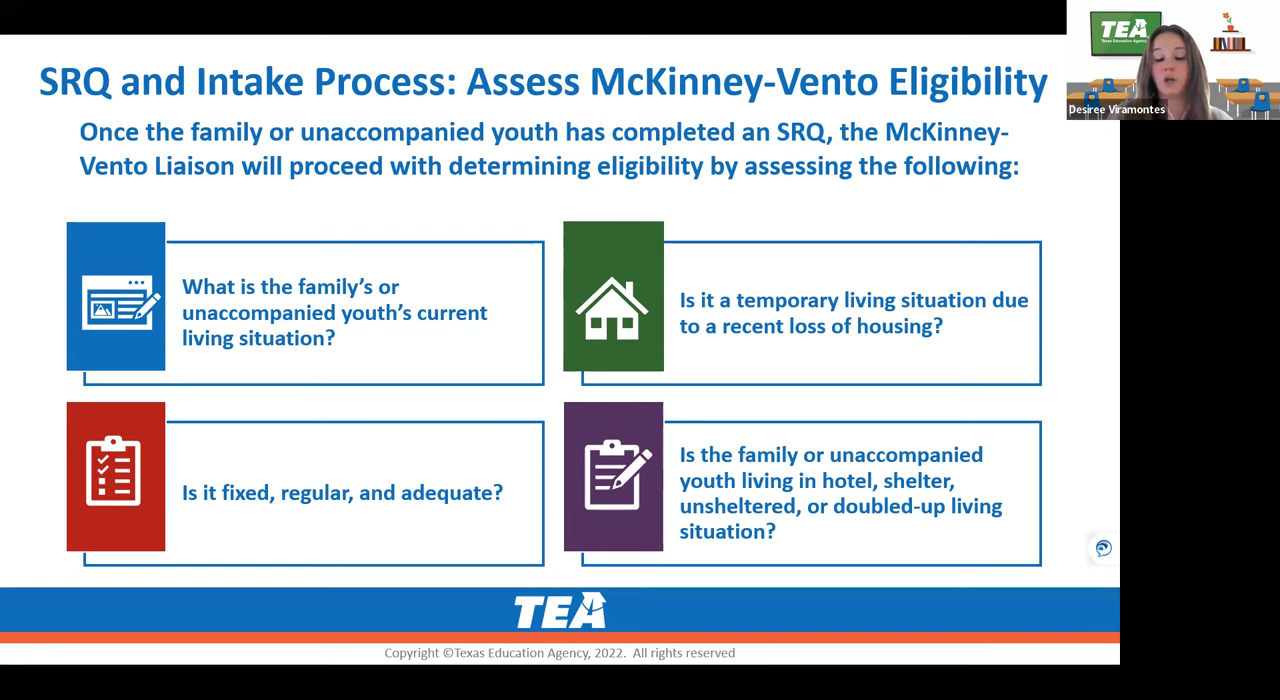 SRQ and Intake Process: Assess McKinney-Vento Eligibility
Once the family or unaccompanied youth has completed an SRQ, the McKinney-
Vento Liaison will proceed with determining eligibility by assessing the following:
What is the family's or
unaccompanied youth's current
living situation?
Is it a temporary living situation due
to a recent loss of housing?
Is it fixed, regular, and adequate?
Is the family or unaccompanied
youth living in hotel, shelter,
unsheltered, or doubled-up living
situation?
TEA
Copyright ©Texas Education Agency, 2022. All rights reserved
TEA
Texas Education Agency
Desiree Viramontes